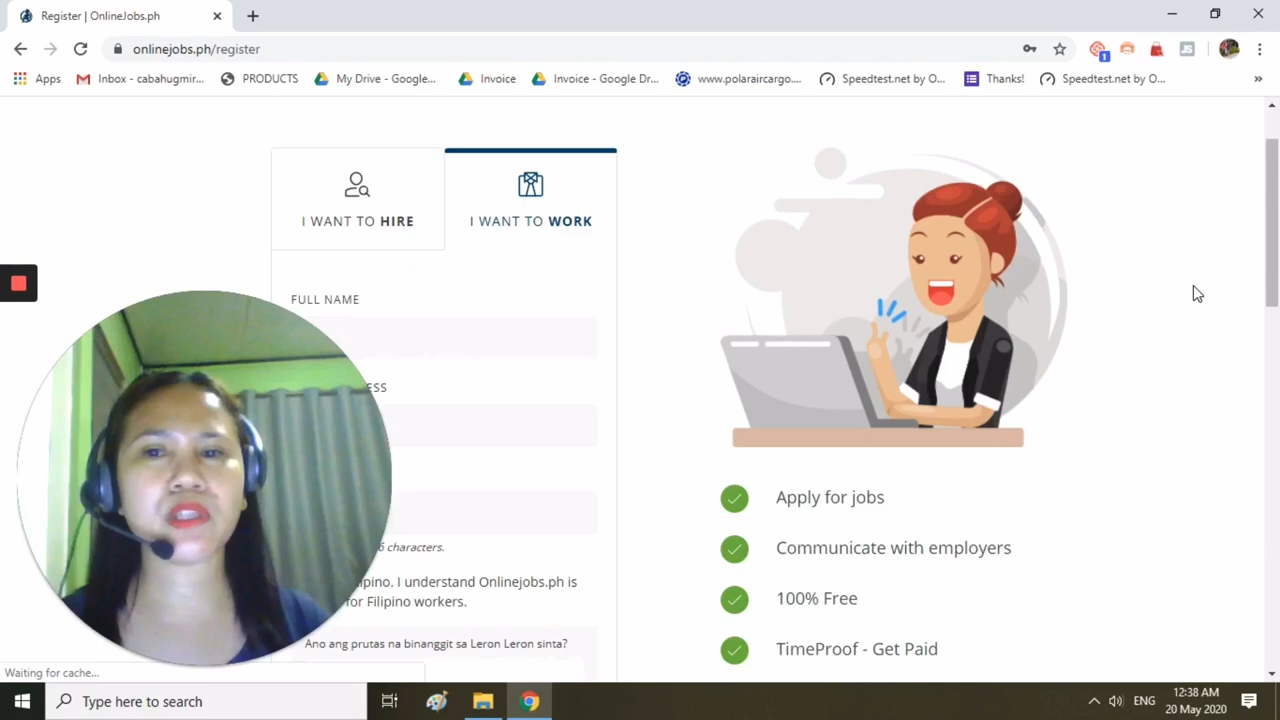 Register | OnlineJobs.ph
onlinejobs.ph/register
1
JS
Apps
Inbox - cabahugmir...
PRODUCTS
My Drive - Google...
Invoice
Invoice - Google Dr...
www.polaraircargo....
Speedtest.net by O...
Thanks!
Speedtest.net by O...
»
I WANT TO HIRE
I WANT TO WORK
FULL NAME
ESS
6 characters.
ipino. I understand Onlinejobs.ph is
for Filipino workers.
Ano ang prutas na binanggit sa Leron Leron sinta?
Apply for jobs
Communicate with employers
100% Free
TimeProof - Get Paid
Waiting for cache...
Type here to search
ENG
12:38 AM
20 May 2020